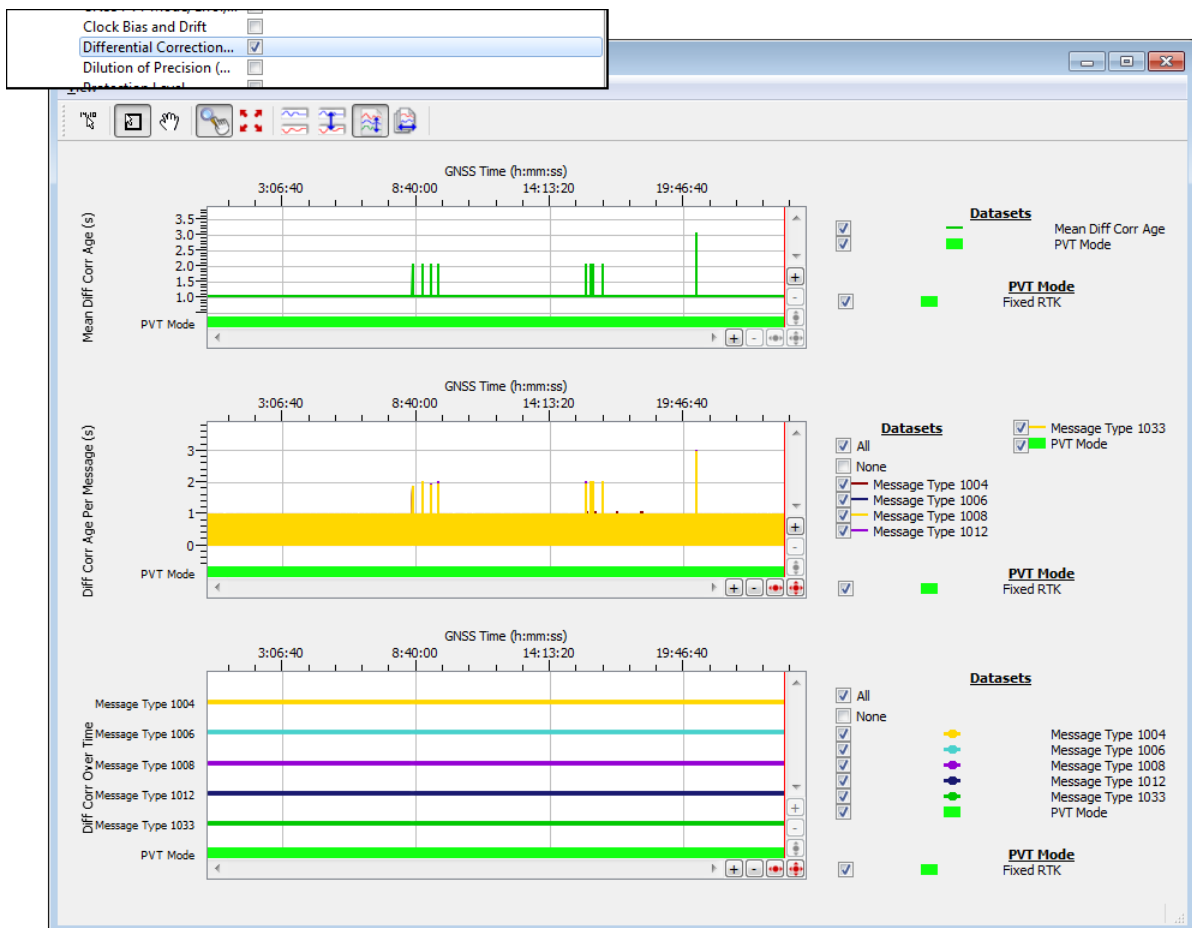 Clock Bias and Drift
Differential Correction...
Dilution of Precision (...
GNSS Time (h:mm:ss)
3:06:40 8:40:00 14:13:20 19:46:40
Mean Diff Corr Age (s)
3.5
3.0
2.5
2.0
1.5
1.0
PVT Mode
Datasets
Mean Diff Corr Age
PVT Mode
PVT Mode
Fixed RTK
GNSS Time (h:mm:ss)
3:06:40 8:40:00 14:13:20 19:46:40
Diff Corr Age Per Message (s)
3
2
1
0
PVT Mode
Datasets
All
None
Message Type 1004
Message Type 1006
Message Type 1008
Message Type 1012
Message Type 1033
PVT Mode
PVT Mode
Fixed RTK
GNSS Time (h:mm:ss)
3:06:40 8:40:00 14:13:20 19:46:40
Diff Corr Over Time
Message Type 1004
Message Type 1006
Message Type 1008
Message Type 1012
Message Type 1033
PVT Mode
Datasets
All
None
Message Type 1004
Message Type 1006
Message Type 1008
Message Type 1012
Message Type 1033
PVT Mode
PVT Mode
Fixed RTK